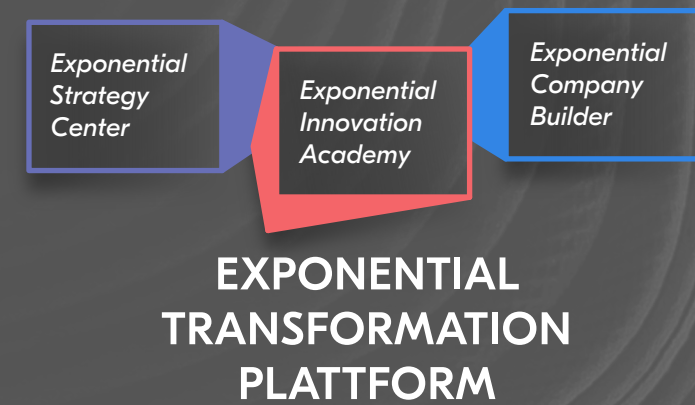 Exponential
Strategy
Center
Exponential
Innovation
Academy
Exponential
Company
Builder
EXPONENTIAL
TRANSFORMATION
PLATTFORM